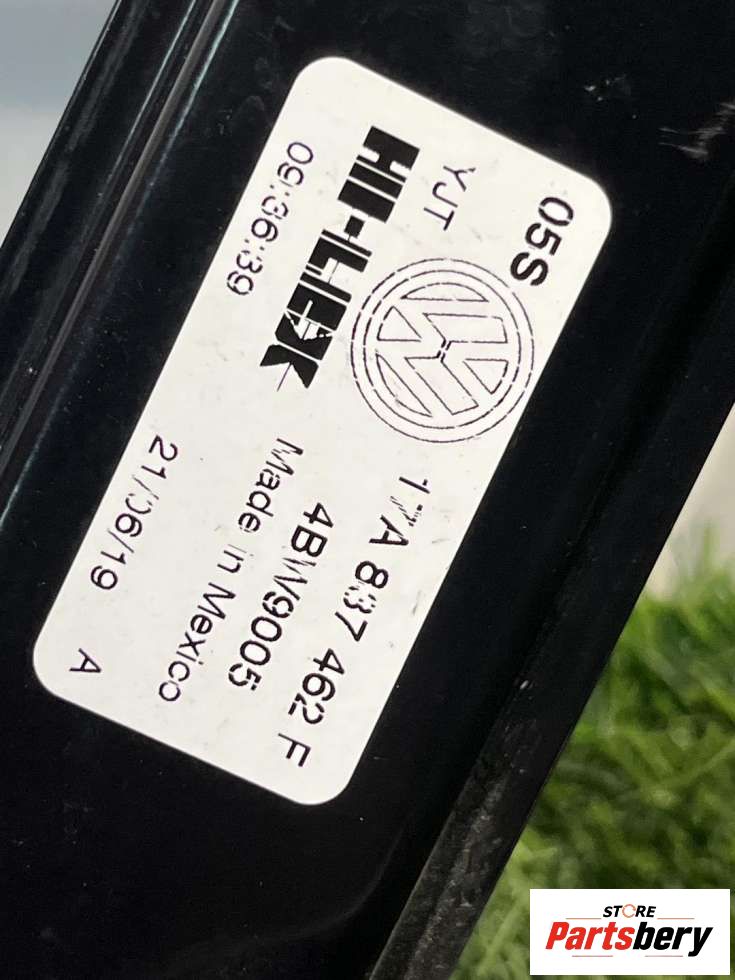 05S
YJT
HI-LEX
09:36:39
17A 837 462 F
4BW9005
Made in Mexico
21/06/19
A
STORE
Partsbery